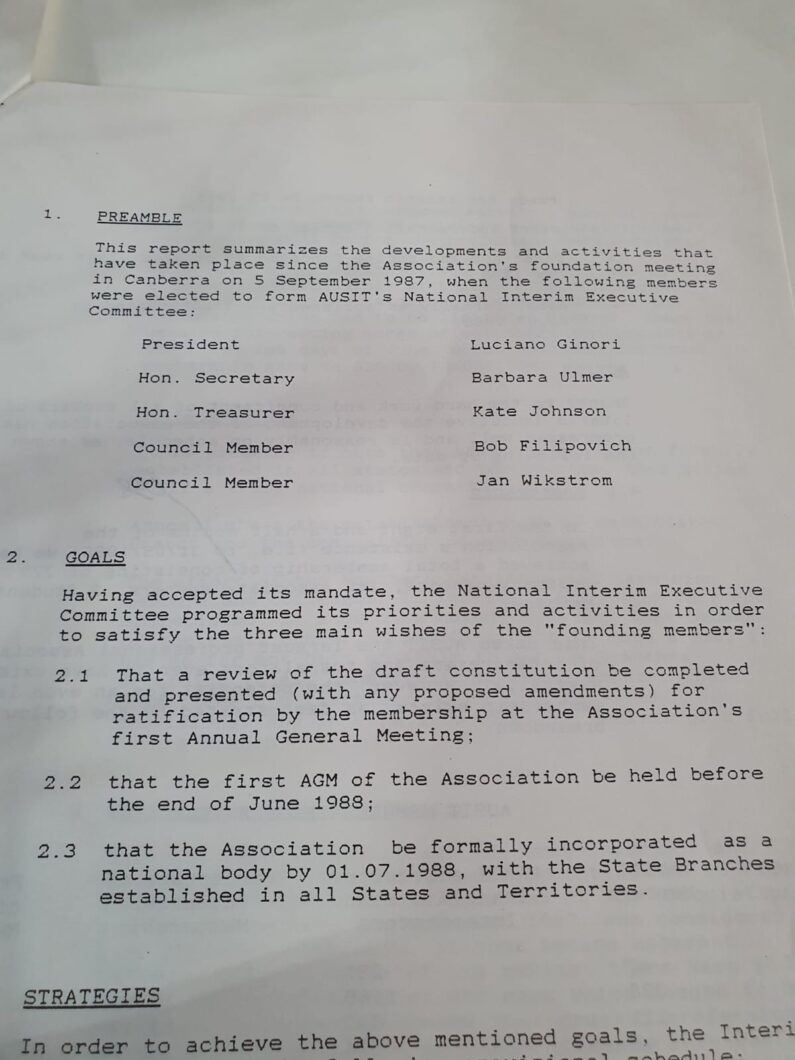 1. PREAMBLE
This report summarizes the developments and activities that
have taken place since the Association's foundation meeting
in Canberra on 5 September 1987, when the following members
were elected to form AUSIT's National Interim Executive
Committee:
President Luciano Ginori
Hon. Secretary Barbara Ulmer
Hon. Treasurer Kate Johnson
Council Member Bob Filipovich
Council Member Jan Wikstrom
2. GOALS
Having accepted its mandate, the National Interim Executive
Committee programmed its priorities and activities in order
to satisfy the three main wishes of the "founding members":
2.1 That a review of the draft constitution be completed
and presented (with any proposed amendments) for
ratification by the membership at the Association's
first Annual General Meeting;
2.2 that the first AGM of the Association be held before
the end of June 1988;
2.3 that the Association be formally incorporated as a
national body by 01.07.1988, with the State Branches
established in all States and Territories.
STRATEGIES
In order to achieve the above mentioned goals, the Interi
schedule: